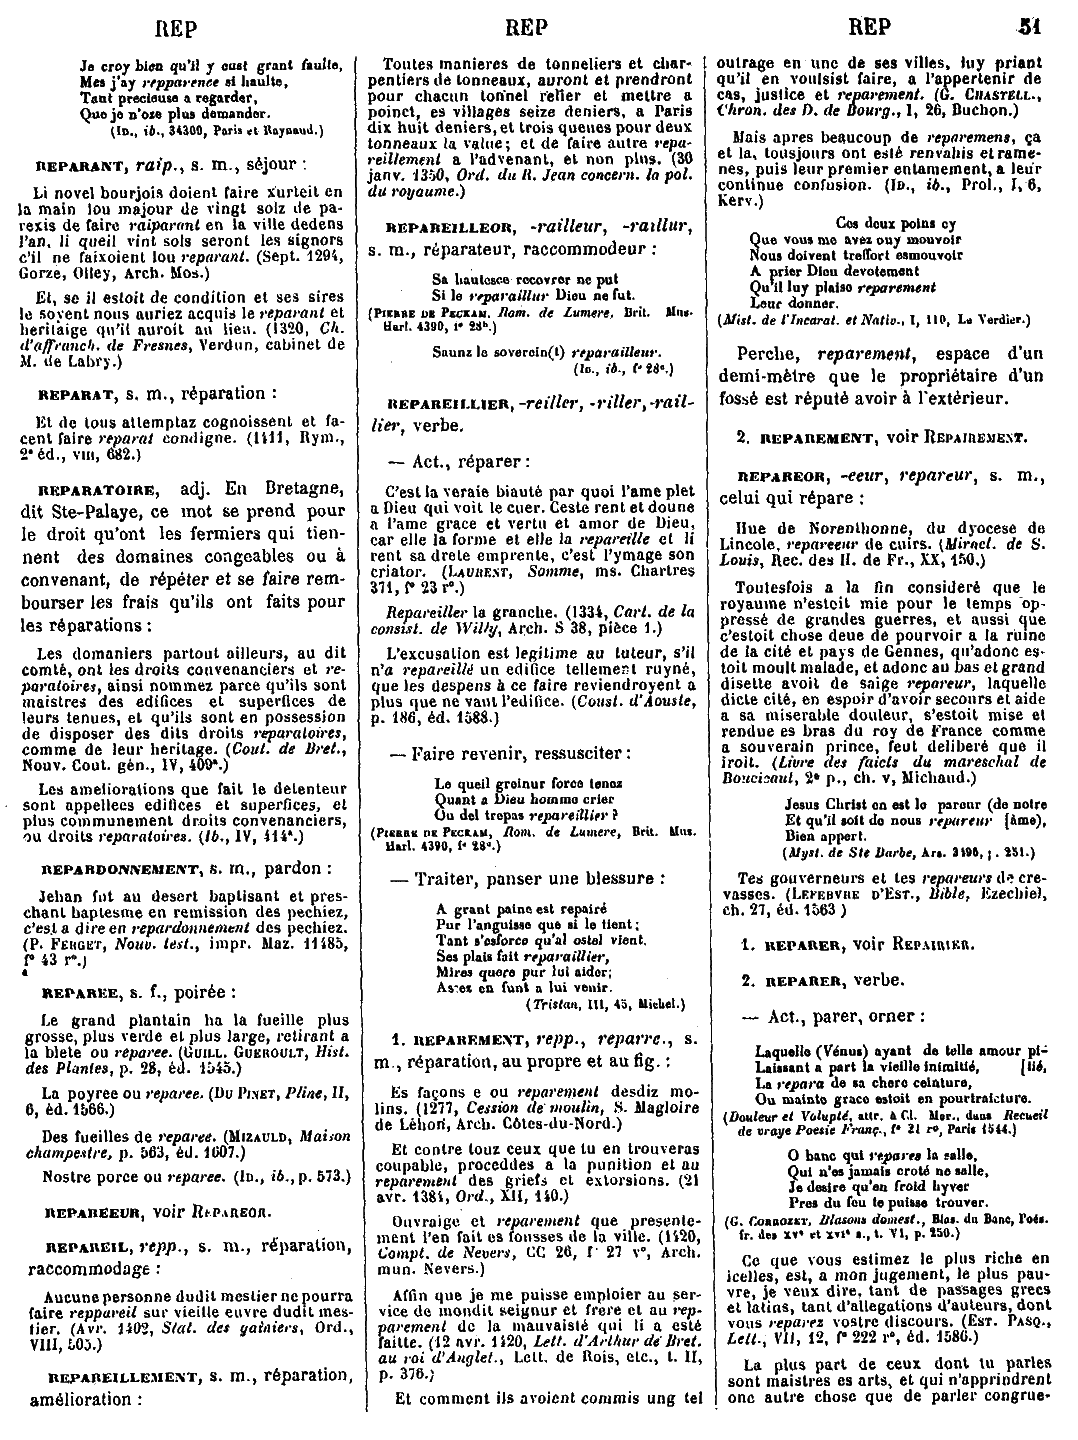 REP
REP
REP
51
Je croy bien qu'il y eust grant faulte,
Mes j'ay repparence si haulte,
Tant precieuse a regarder,
Que je n'oze plus demander.
(ID., ib., 34300, Paris et Raynaud.)
REPARANT, raip., s. m., séjour :
Li novel bourjois doient faire xurteit en
la main lou majour de vingt solz de pa-
rexis de faire raiparant en la ville dedens
l'an, li queil vint sols seront les signors
c'il ne faixoient lou reparant. (Sept. 1294,
Gorze, Olley, Arch. Mos.)
Et, se il estoit de condition et ses sires
le soyent nous auriez acquis le reparant et
heritaige qu'il auroit au lieu. (1320, Ch.
d'affranch. de Fresnes, Verdun, cabinet de
M. de Labry.)
REPARAT, s. m., réparation :
Et de tous attemptaz cognoissent et fa-
cent faire reparat condigne. (1411, Rym.,
2e éd., VIII, 682.)
REPARATOIRE, adj. En Bretagne,
dit Ste-Palaye, ce mot se prend pour
le droit qu'ont les fermiers qui tien-
nent des domaines congeables ou à
convenant, de répéter et se faire rem-
bourser les frais qu'ils ont faits pour
les réparations :
Les domaniers partout ailleurs, au dit
comté, ont les droits convenanciers et re-
paratoires, ainsi nommez parce qu'ils sont
maistres des edifices et superfices de
leurs tenues, et qu'ils sont en possession
de disposer des dits droits reparatoires,
comme de leur heritage. (Cout. de Bret.,
Nouv. Cout. gén., IV, 409a.)
Les ameliorations que fait le detenteur
sont appellees edifices et superfices, et
plus communement droits convenanciers,
ou droits reparatoires. (Ib., IV, 414a.)
REPARDONNEMENT, s. m., pardon :
Jehan fut au desert baptisant et pres-
chant baptesme en remission des pechiez,
c'est a dire en repardonnement des pechiez.
(P. FERGET, Nouv. test., impr. Maz. 11485,
f° 43 r°.)
REPAREE, s. f., poirée :
Le grand plantain ha la fueille plus
grosse, plus verde et plus large, retirant a
la blete ou reparee. (GUILL. GUEROULT, Hist.
des Plantes, p. 28, éd. 1545.)
La poyree ou reparee. (DU PINET, Pline, II,
6, éd. 1566.)
Des fueilles de reparee. (MIZAULD, Maison
champestre, p. 563, éd. 1607.)
Nostre porce ou reparee. (ID., ib., p. 573.)
REPAREEUR, voir REPAREOR.
REPAREIL, repp., s. m., réparation,
raccommodage :
Aucune personne dudit mestier ne pourra
faire reppareil sur vieille euvre dudit mes-
tier. (Avr. 1402, Stat. des gainiers, Ord.,
VIII, 505.)
REPAREILLEMENT, s. m., réparation,
amélioration :
Toutes manieres de tonneliers et char-
pentiers de tonneaux, auront et prendront
pour chacun tonnel relier et mettre a
poinct, es villages seize deniers, a Paris
dix huit deniers, et trois queues pour deux
tonneaux la value; et de faire autre repa-
reillement a l'advenant, et non plus. (30
janv. 1350, Ord. du R. Jean concern. la pol.
du royaume.)
REPAREILLEOR, -railleur, -raillur,
s. m., réparateur, raccommodeur :
Sa hautesce recovrer ne put
Si le reparaillur Dieu ne fut.
(PIERRE DE PECKAM, Rom. de Lumere, Brit. Mus.
Harl. 4390, f° 28b.)
Saunz le soverein(t) reparailleur.
(ID., ib., f° 28c.)
REPAREILLIER, -reiller, -riller, -rail-
lier, verbe.
— Act., réparer :
C'est la veraie biauté par quoi l'ame plet
a Dieu qui voit le cuer. Ceste rent et doune
a l'ame grace et vertu et amor de Dieu,
car elle la forme et elle la repareille et li
rent sa drete emprente, c'est l'ymage son
criator. (LAURENT, Somme, ms. Chartres
371, f° 23 r°.)
Repareiller la granche. (1334, Cart. de la
consist. de Willy, Arch. S 38, pièce 1.)
L'excusation est legitime au tuteur, s'il
n'a repareillé un edifice tellement ruyné,
que les despens à ce faire reviendroyent a
plus que ne vaut l'edifice. (Coust. d'Aouste,
p. 186, éd. 1588.)
— Faire revenir, ressusciter :
Le queil greinur force tenez
Quant a Dieu homme crier
Ou del trepas repareillier ?
(PIERRE DE PECKAM, Rom. de Lumere, Brit. Mus.
Harl. 4390, f° 28c.)
— Traiter, panser une blessure :
A grant paine est repairé
Pur l'anguisse que si le tient;
Tant s'esforce qu'al ostel vient.
Ses plais fait reparaillier,
Mires quere pur lui aider;
Asez en funt a lui venir.
(Tristan, III, 45, Michel.)
1. REPAREMENT, repp., reparre., s.
m., réparation, au propre et au fig. :
Es façons e ou reparement desdiz mo-
lins. (1277, Cession de moulin, S. Magloire
de Léhon, Arch. Côtes-du-Nord.)
Et contre touz ceux que tu en trouveras
coupable, proceddes a la punition et au
reparement des griefs et extorsions. (21
avr. 1384, Ord., XII, 140.)
Ouvraige et reparement que presente-
ment l'en fait es fousses de la ville. (1420,
Compt. de Nevers, CC 26, f° 27 v°, Arch.
mun. Nevers.)
Affin que je me puisse emploier au ser-
vice de mondit seignur et frere et au rep-
parement de la mauvaistié qui li a esté
faitte. (12 avr. 1420, Lett. d'Arthur de Bret.
au roi d'Anglet., Lett. de Rois, etc., t. II,
p. 376.)
Et comment ils avoient commis ung tel
outrage en une de ses villes, luy priant
qu'il en voulsist faire, a l'appertenir de
cas, justice et reparement. (G. CHASTELL.,
Chron. des D. de Bourg., I, 26, Buchon.)
Mais apres beaucoup de reparemens, ça
et la, tousjours ont esté renvahis et rame-
nes, puis leur premier entamement, a leur
continue confusion. (ID., ib., Prol., I, 6,
Kerv.)
Ces deux poins cy
Que vous me avez ouy mouvoir
Nous doivent treffort esmouvoir
A prier Dieu devotement
Qu'il luy plaise reparement
Leur donner.
(Mist. de l'Incarat. et Nativ., I, 110, Le Verdier.)
Perche, reparement, espace d'un
demi-mètre que le propriétaire d'un
fossé est réputé avoir à l'extérieur.
2. REPAREMENT, voir REPAIREMENT.
REPAREOR, -eeur, repareur, s. m.,
celui qui répare :
Hue de Norenthonne, du dyocese de
Lincole, repareeur de cuirs. (Miracl. de S.
Louis, Rec. des H. de Fr., XX, 150.)
Toutesfois a la fin consideré que le
royaume n'estoit mie pour le temps op-
pressé de grandes guerres, et aussi que
c'estoit chose deue de pourvoir a la ruine
de la cité et pays de Gennes, qu'adonc es-
toit moult malade, et adonc au bas et grand
disette avoit de saige repareur, laquelle
dicte cité, en espoir d'avoir secours et aide
a sa miserable douleur, s'estoit mise et
rendue es bras du roy de France comme
a souverain prince, feut deliberé que il
iroit. (Livre des faicts du mareschal de
Boucicaut, 2e p., ch. v, Michaud.)
Jesus Christ en est le pareur (de nostre
Et qu'il soit de nous repareur [âme),
Bien appert.
(Myst. de Ste Barbe, Ars. 3496, p. 251.)
Tes gouverneurs et tes repareurs de cre-
vasses. (LEFEBVRE D'EST., Bible, Ezechiel,
ch. 27, éd. 1563 )
1. REPARER, voir REPAIRIER.
2. REPARER, verbe.
— Act., parer, orner :
Laquelle (Vénus) ayant de telle amour pi-
Laissant a part la vieille inimitié, [tié,
La repara de sa chere ceinture,
Ou mainte grace estoit en pourtraicture.
(Douleur et Volupté, attr. à Cl. Mar., dans Recueil
de vraye Poesie Franç., f° 21 r°, Paris 1544.)
O banc qui repares la salle,
Qui n'es jamais croté ne salle,
Je desire qu'en froid hyver
Pres du feu te puisse trouver.
(G. CORROZET, Blasons domest., Blas. du Banc, Poés.
fr. des XVe et XVIe s., t. VI, p. 250.)
Ce que vous estimez le plus riche en
icelles, est, a mon jugement, le plus pau-
vre, je veux dire, tant de passages grecs
et latins, tant d'allegations d'auteurs, dont
vous reparez vostre discours. (EST. PASQ.,
Lett., VII, 12, f° 222 r°, éd. 1586.)
La plus part de ceux dont tu parles
sont maistres es arts, et qui n'apprindrent
onc autre chose que de parler congrue-